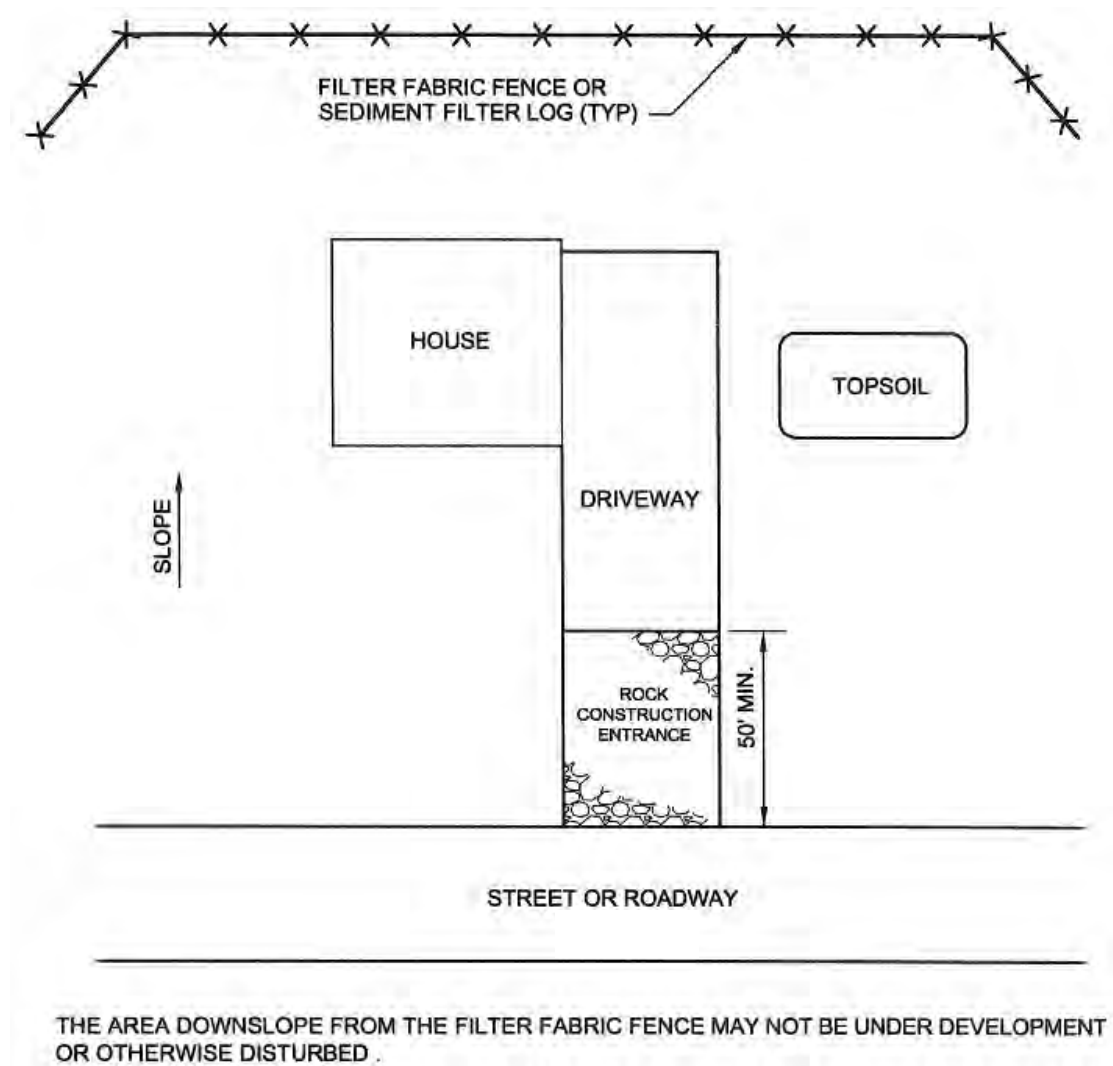 FILTER FABRIC FENCE OR
SEDIMENT FILTER LOG (TYP)
HOUSE
TOPSOIL
DRIVEWAY
SLOPE
ROCK
CONSTRUCTION
ENTRANCE
50' MIN.
STREET OR ROADWAY
THE AREA DOWNSLOPE FROM THE FILTER FABRIC FENCE MAY NOT BE UNDER DEVELOPMENT
OR OTHERWISE DISTURBED .